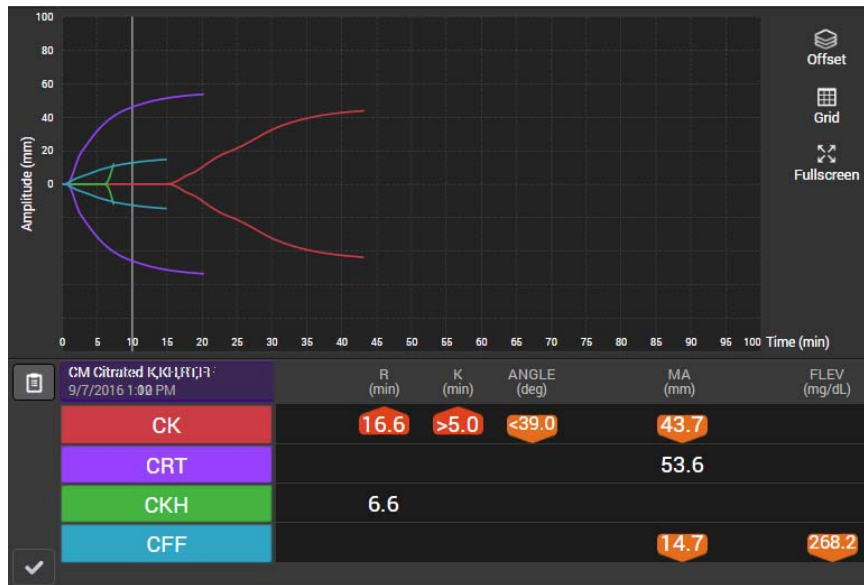 100
80
60
40
20
0
Amplitude (mm)
Offset
Grid
Fullscreen
0 5 10 15 20 25 30 35 40 45 50 55 60 65 70 75 80 85 90 95 100 Time (min)
CM Citrated
9/7/2016 PM
R (min) K (min) ANGLE (deg) MA (mm) FLEV (mg/dL)
CK 16.6 >5.0 <39.0 43.7
CRT 53.6
CKH 6.6
CFF 14.7 268.2